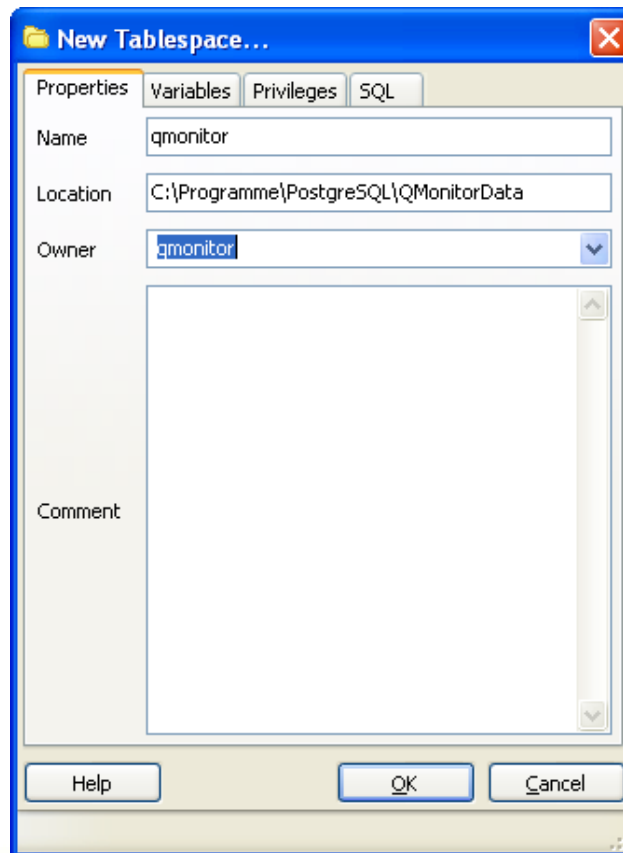 New Tablespace...
Properties Variables Privileges SQL
Name qmonitor
Location C:\Programme\PostgreSQL\QMonitorData
Owner qmonitor
Comment
Help OK Cancel